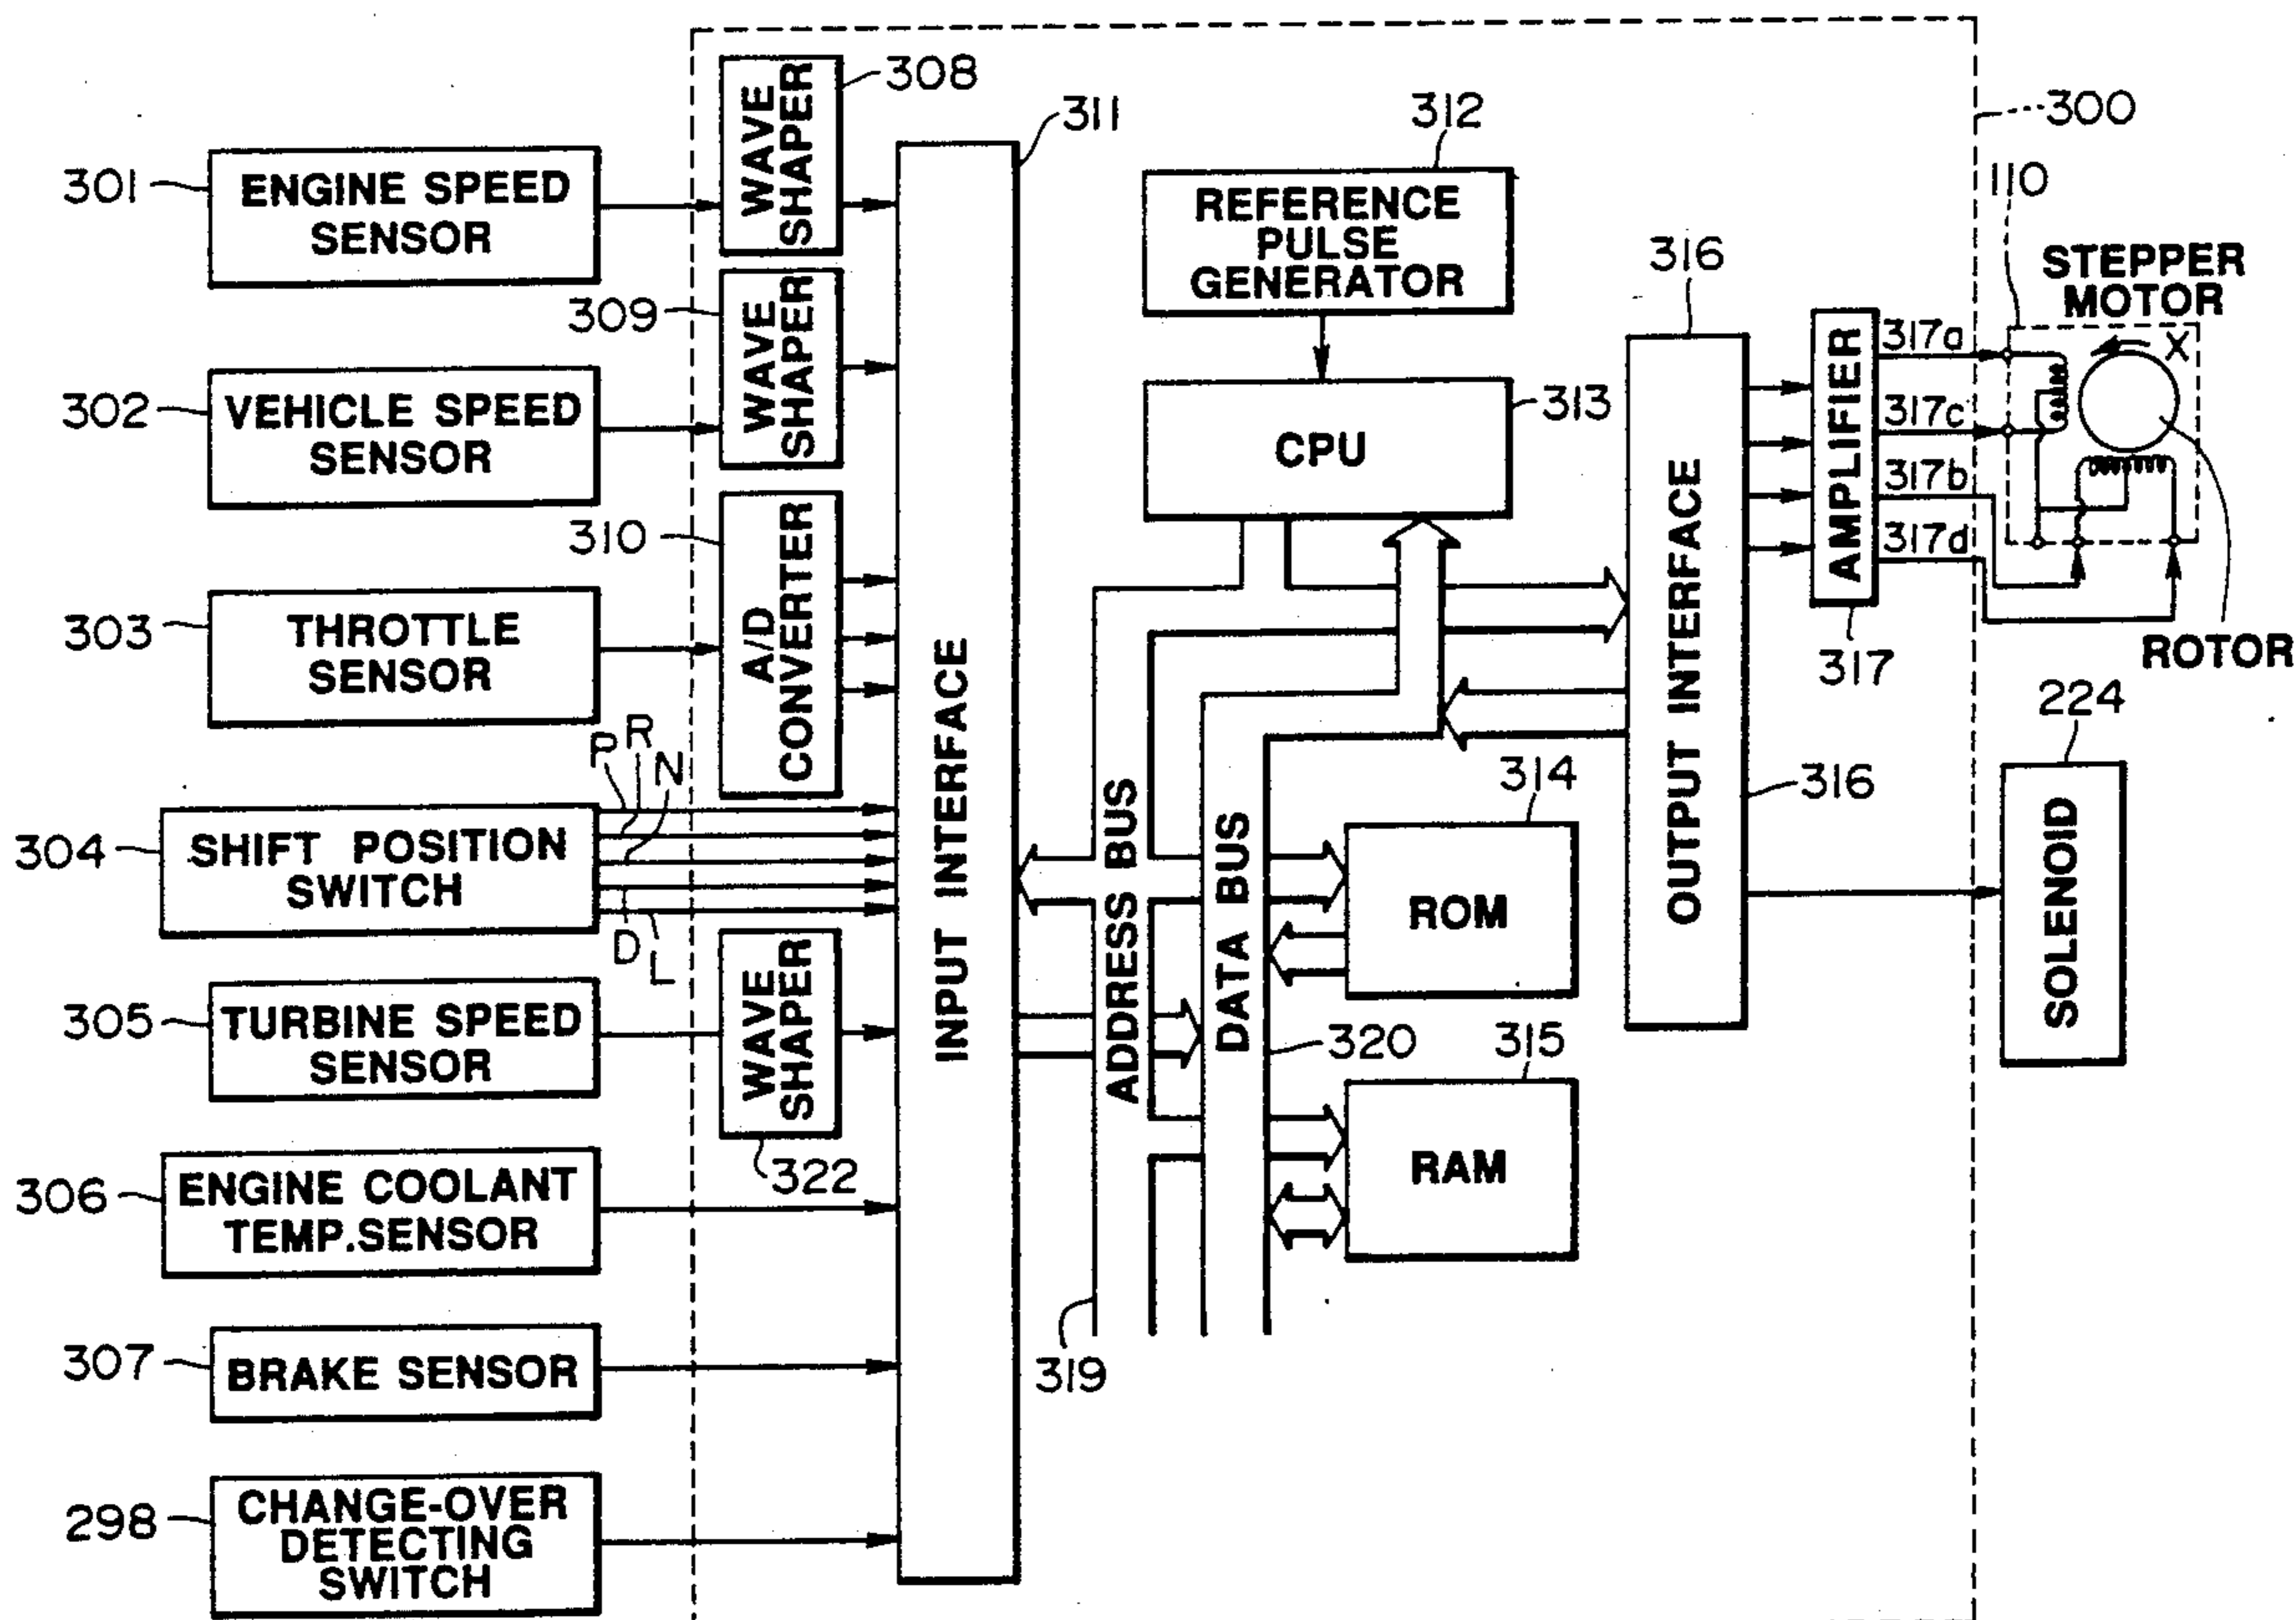 301
ENGINE SPEED
SENSOR
302
VEHICLE SPEED
SENSOR
303
THROTTLE
SENSOR
304
SHIFT POSITION
SWITCH
P
R
N
D
L
305
TURBINE SPEED
SENSOR
306
ENGINE COOLANT
TEMP.SENSOR
307
BRAKE SENSOR
298
CHANGE-OVER
DETECTING
SWITCH
WAVE
SHAPER
308
309
WAVE
SHAPER
310
A/D
CONVERTER
WAVE
SHAPER
322
311
INPUT INTERFACE
312
REFERENCE
PULSE
GENERATOR
313
CPU
ADDRESS BUS
319
DATA BUS
320
314
ROM
315
RAM
316
OUTPUT INTERFACE
316
AMPLIFIER
317
317a
317c
317b
317d
300
110
STEPPER
MOTOR
X
ROTOR
224
SOLENOID